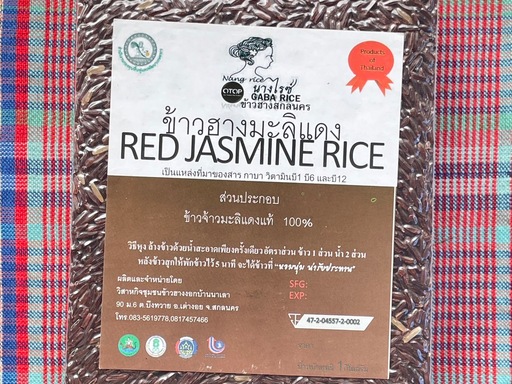 Nang rice
นางไรซ์
OTOP
GABA RICE
ข้าวฮางสกลนคร
Products
of
Thailand
ข้าวฮางมะลิแดง
RED JASMINE RICE
เป็นแหล่งที่มาของสาร กาบา วิตามินบี1 บี6 และบี12
ส่วนประกอบ
ข้าวจ้าวมะลิแดงแท้ 100%
วิธีหุง ล้างข้าวด้วยน้ำสะอาดเพียงครั้งเดียว อัตราส่วน ข้าว 1 ส่วน น้ำ 2 ส่วน
หลังข้าวสุกให้พักข้าวไว้ 5 นาที จะได้ข้าวที่ "หอมนุ่ม น่ารับประทาน"
ผลิตและจำหน่ายโดย
วิสาหกิจชุมชนข้าวฮางงอกบ้านนาเดา
90 ม.6 ต.บึงทวาย อ.เต่างอย จ.สกลนคร
โทร.083-5619778,0817457466
SFG:
EXP:
47-2-04557-2-0002